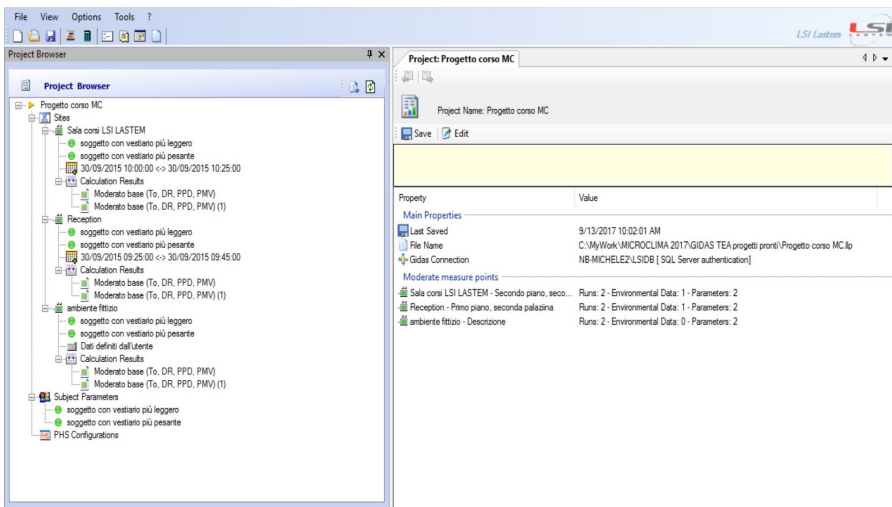 File View Options Tools ?
LSI Lastem
LSI
LASTEM
Project Browser
Project Browser
Progetto corso MC
Sites
Sala corsi LSI LASTEM
soggetto con vestiario più leggero
soggetto con vestiario più pesante
30/09/2015 10:00:00 <-> 30/09/2015 10:25:00
Calculation Results
Moderato base (To, DR, PPD, PMV)
Moderato base (To, DR, PPD, PMV) (1)
Reception
soggetto con vestiario più leggero
soggetto con vestiario più pesante
30/09/2015 09:25:00 <-> 30/09/2015 09:45:00
Calculation Results
Moderato base (To, DR, PPD, PMV)
Moderato base (To, DR, PPD, PMV) (1)
ambiente fittizio
soggetto con vestiario più leggero
soggetto con vestiario più pesante
Dati definiti dall'utente
Calculation Results
Moderato base (To, DR, PPD, PMV)
Moderato base (To, DR, PPD, PMV) (1)
Subject Parameters
soggetto con vestiario più leggero
soggetto con vestiario più pesante
PHS Configurations
Project: Progetto corso MC
Project Name: Progetto corso MC
Save Edit
Property Value
Main Properties
Last Saved 9/13/2017 10:02:01 AM
File Name C:\MyWork\MICROCLIMA 2017\GIDAS TEA progetti pronti\Progetto corso MC.llp
Gidas Connection NB-MICHELE2\LSIDB [ SQL Server authentication]
Moderate measure points
Sala corsi LSI LASTEM - Secondo piano, seco... Runs: 2 - Environmental Data: 1 - Parameters: 2
Reception - Primo piano, seconda palaziina Runs: 2 - Environmental Data: 1 - Parameters: 2
ambiente fittizio - Descrizione Runs: 2 - Environmental Data: 0 - Parameters: 2